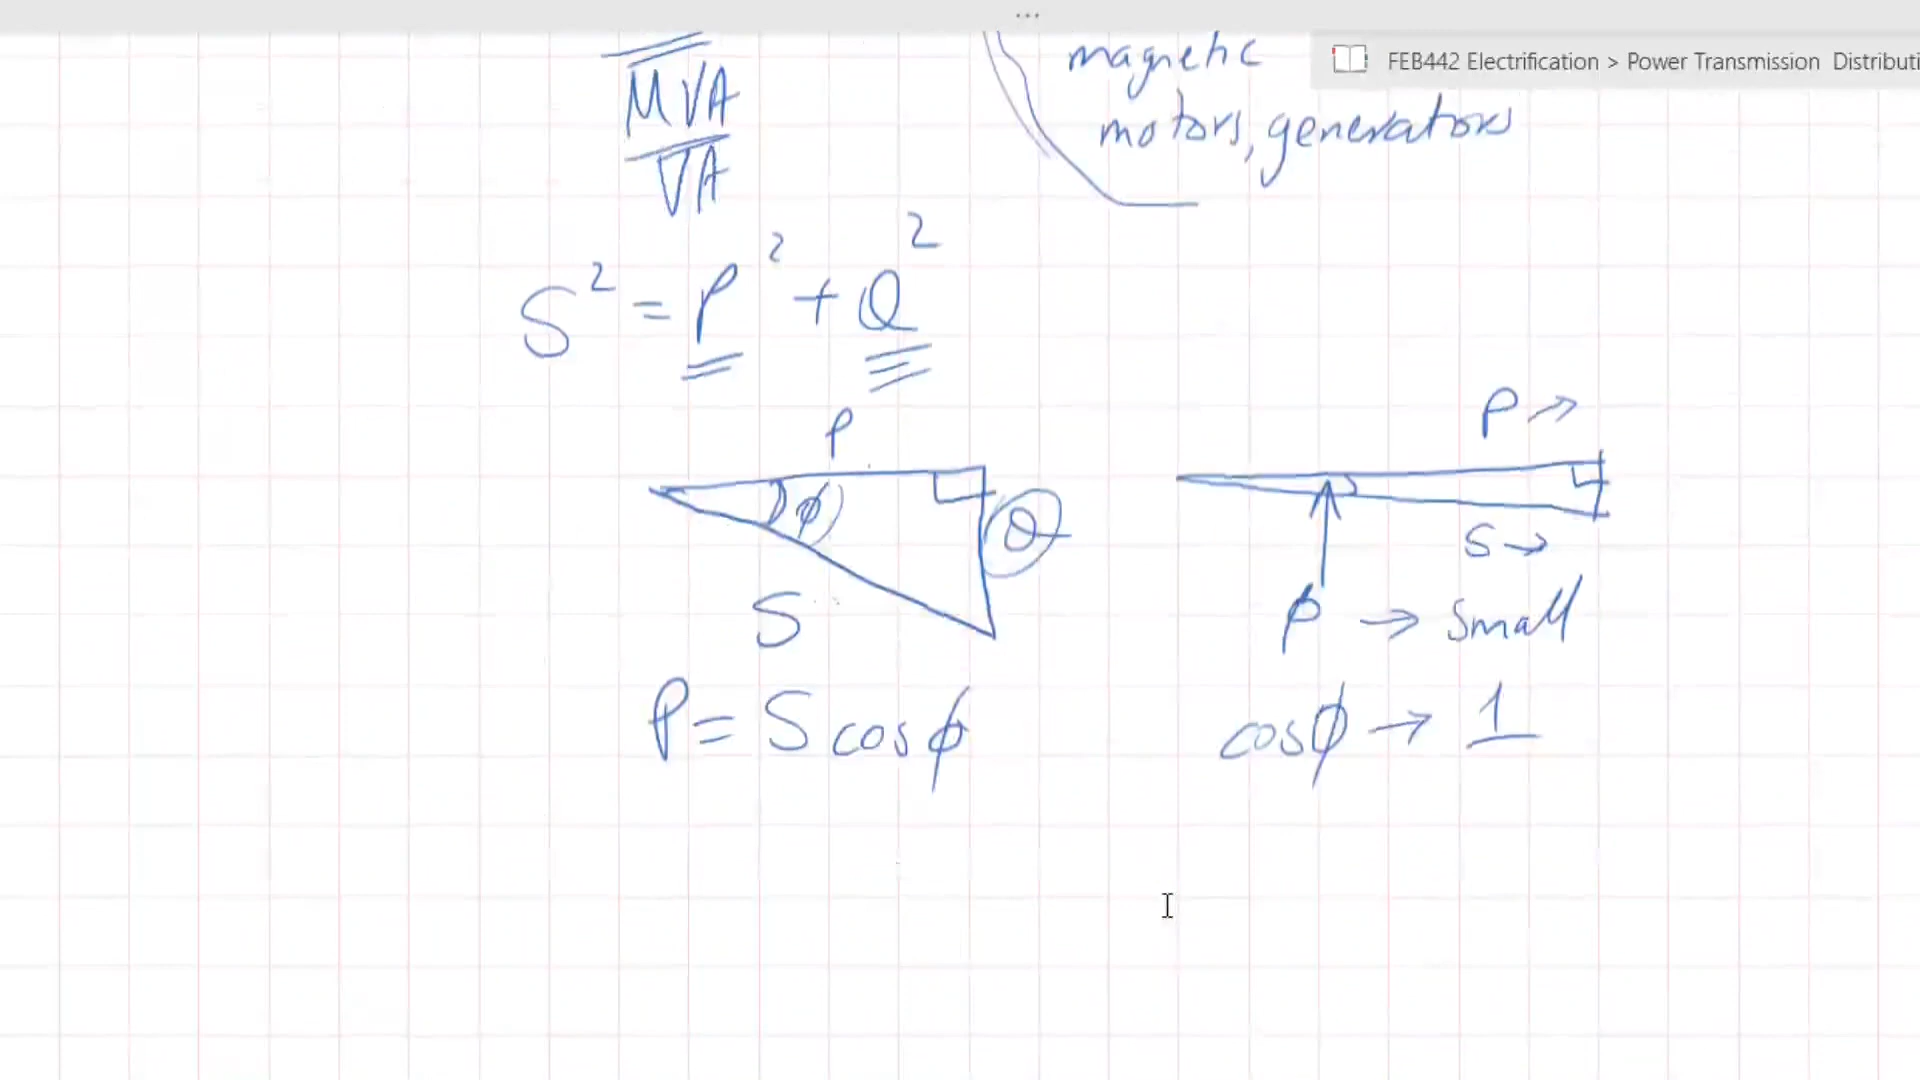 ...
magnetic
FEB442 Electrification > Power Transmission Distributi
MVA
motors, generators
VA
S² = P² + Q²
P
P →
ϕ
Q
S →
S
ϕ → small
P = S cos ϕ
cos ϕ → 1